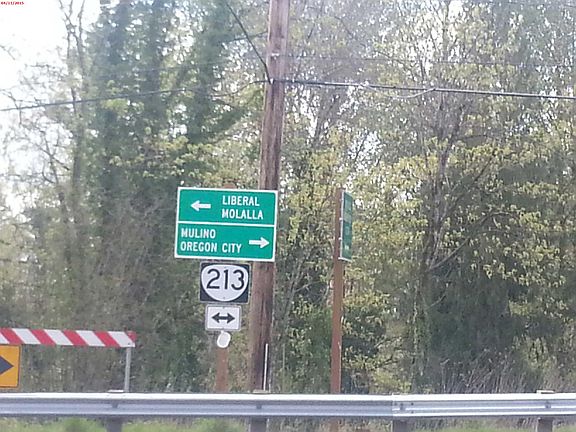 LIBERAL
MOLALLA
MULINO
OREGON CITY
213